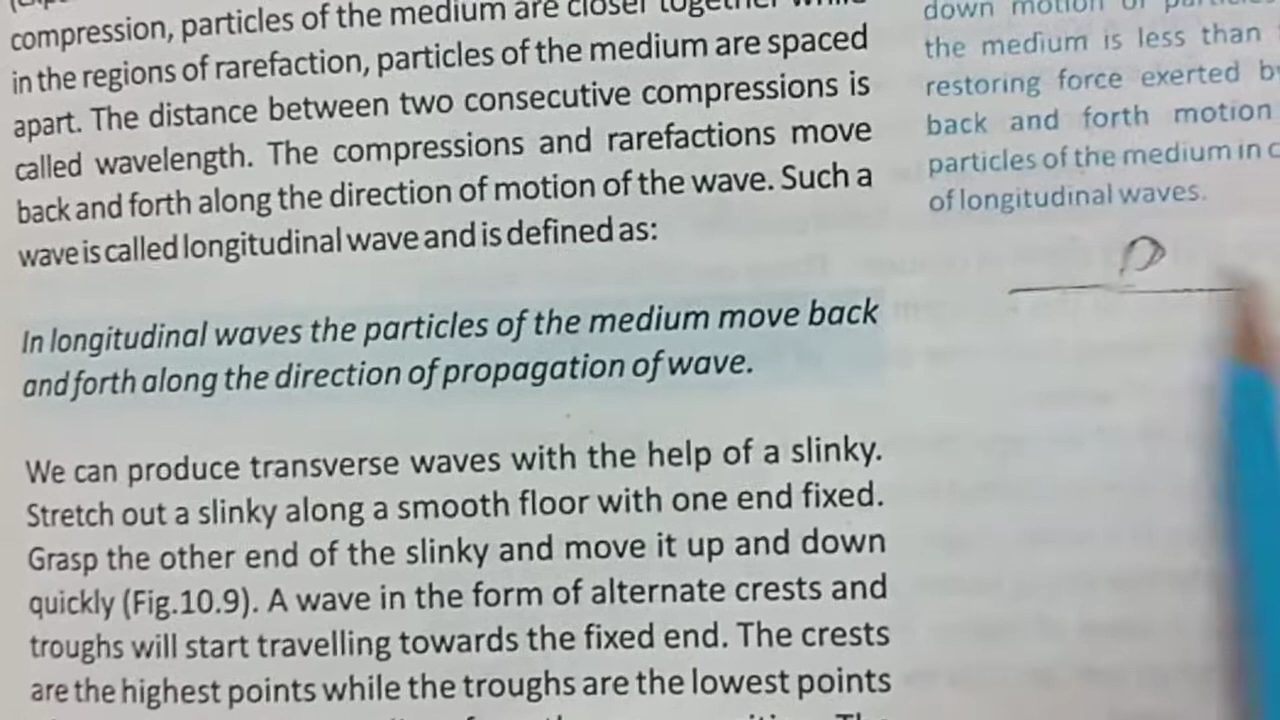 compression, particles of the medium are closer together while
in the regions of rarefaction, particles of the medium are spaced
apart. The distance between two consecutive compressions is
called wavelength. The compressions and rarefactions move
back and forth along the direction of motion of the wave. Such a
wave is called longitudinal wave and is defined as:
In longitudinal waves the particles of the medium move back
and forth along the direction of propagation of wave.
We can produce transverse waves with the help of a slinky.
Stretch out a slinky along a smooth floor with one end fixed.
Grasp the other end of the slinky and move it up and down
quickly (Fig.10.9). A wave in the form of alternate crests and
troughs will start travelling towards the fixed end. The crests
are the highest points while the troughs are the lowest points
down motion of particles
the medium is less than
restoring force exerted by
back and forth motion
particles of the medium in
of longitudinal waves.